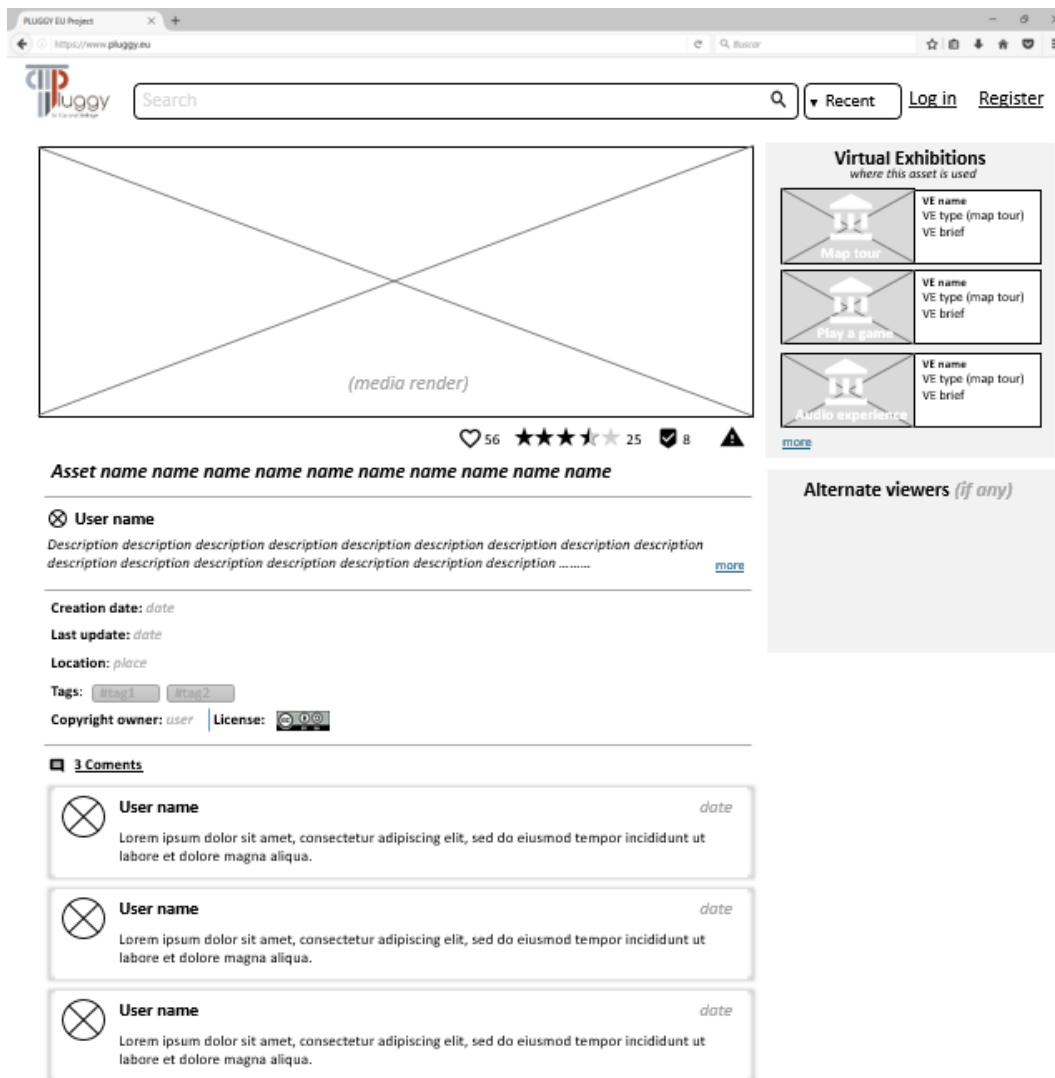 PLUGGY EU Project
https://www.pluggy.eu
Buscar
Pluggy
Search
Recent
Log in
Register
(media render)
56
25
8
Asset name name name name name name name name name name
User name
Description description description description description description description description description
description description description description description description description ………
more
Creation date: date
Last update: date
Location: place
Tags: #tag1 #tag2
Copyright owner: user
License:
cc
3 Coments
User name
date
Lorem ipsum dolor sit amet, consectetur adipiscing elit, sed do eiusmod tempor incididunt ut
labore et dolore magna aliqua.
User name
date
Lorem ipsum dolor sit amet, consectetur adipiscing elit, sed do eiusmod tempor incididunt ut
labore et dolore magna aliqua.
User name
date
Lorem ipsum dolor sit amet, consectetur adipiscing elit, sed do eiusmod tempor incididunt ut
labore et dolore magna aliqua.
Virtual Exhibitions
where this asset is used
Map tour
VE name
VE type (map tour)
VE brief
Play a game
VE name
VE type (map tour)
VE brief
Audio experience
VE name
VE type (map tour)
VE brief
more
Alternate viewers (if any)